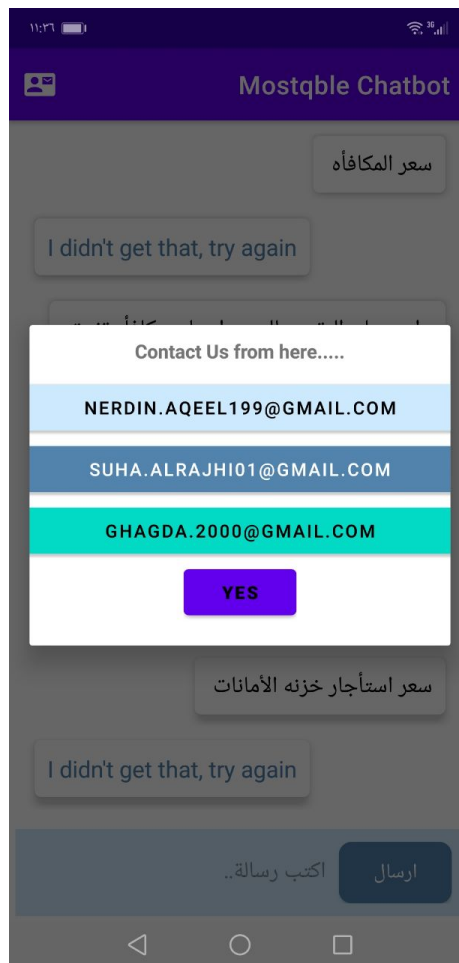 ١١:٣٦
Mostqble Chatbot
سعر المكافأه
I didn't get that, try again
Contact Us from here.....
NERDIN.AQEEL199@GMAIL.COM
SUHA.ALRAJHI01@GMAIL.COM
GHAGDA.2000@GMAIL.COM
YES
سعر استأجار خزنه الأمانات
I didn't get that, try again
اكتب رسالة..
ارسال